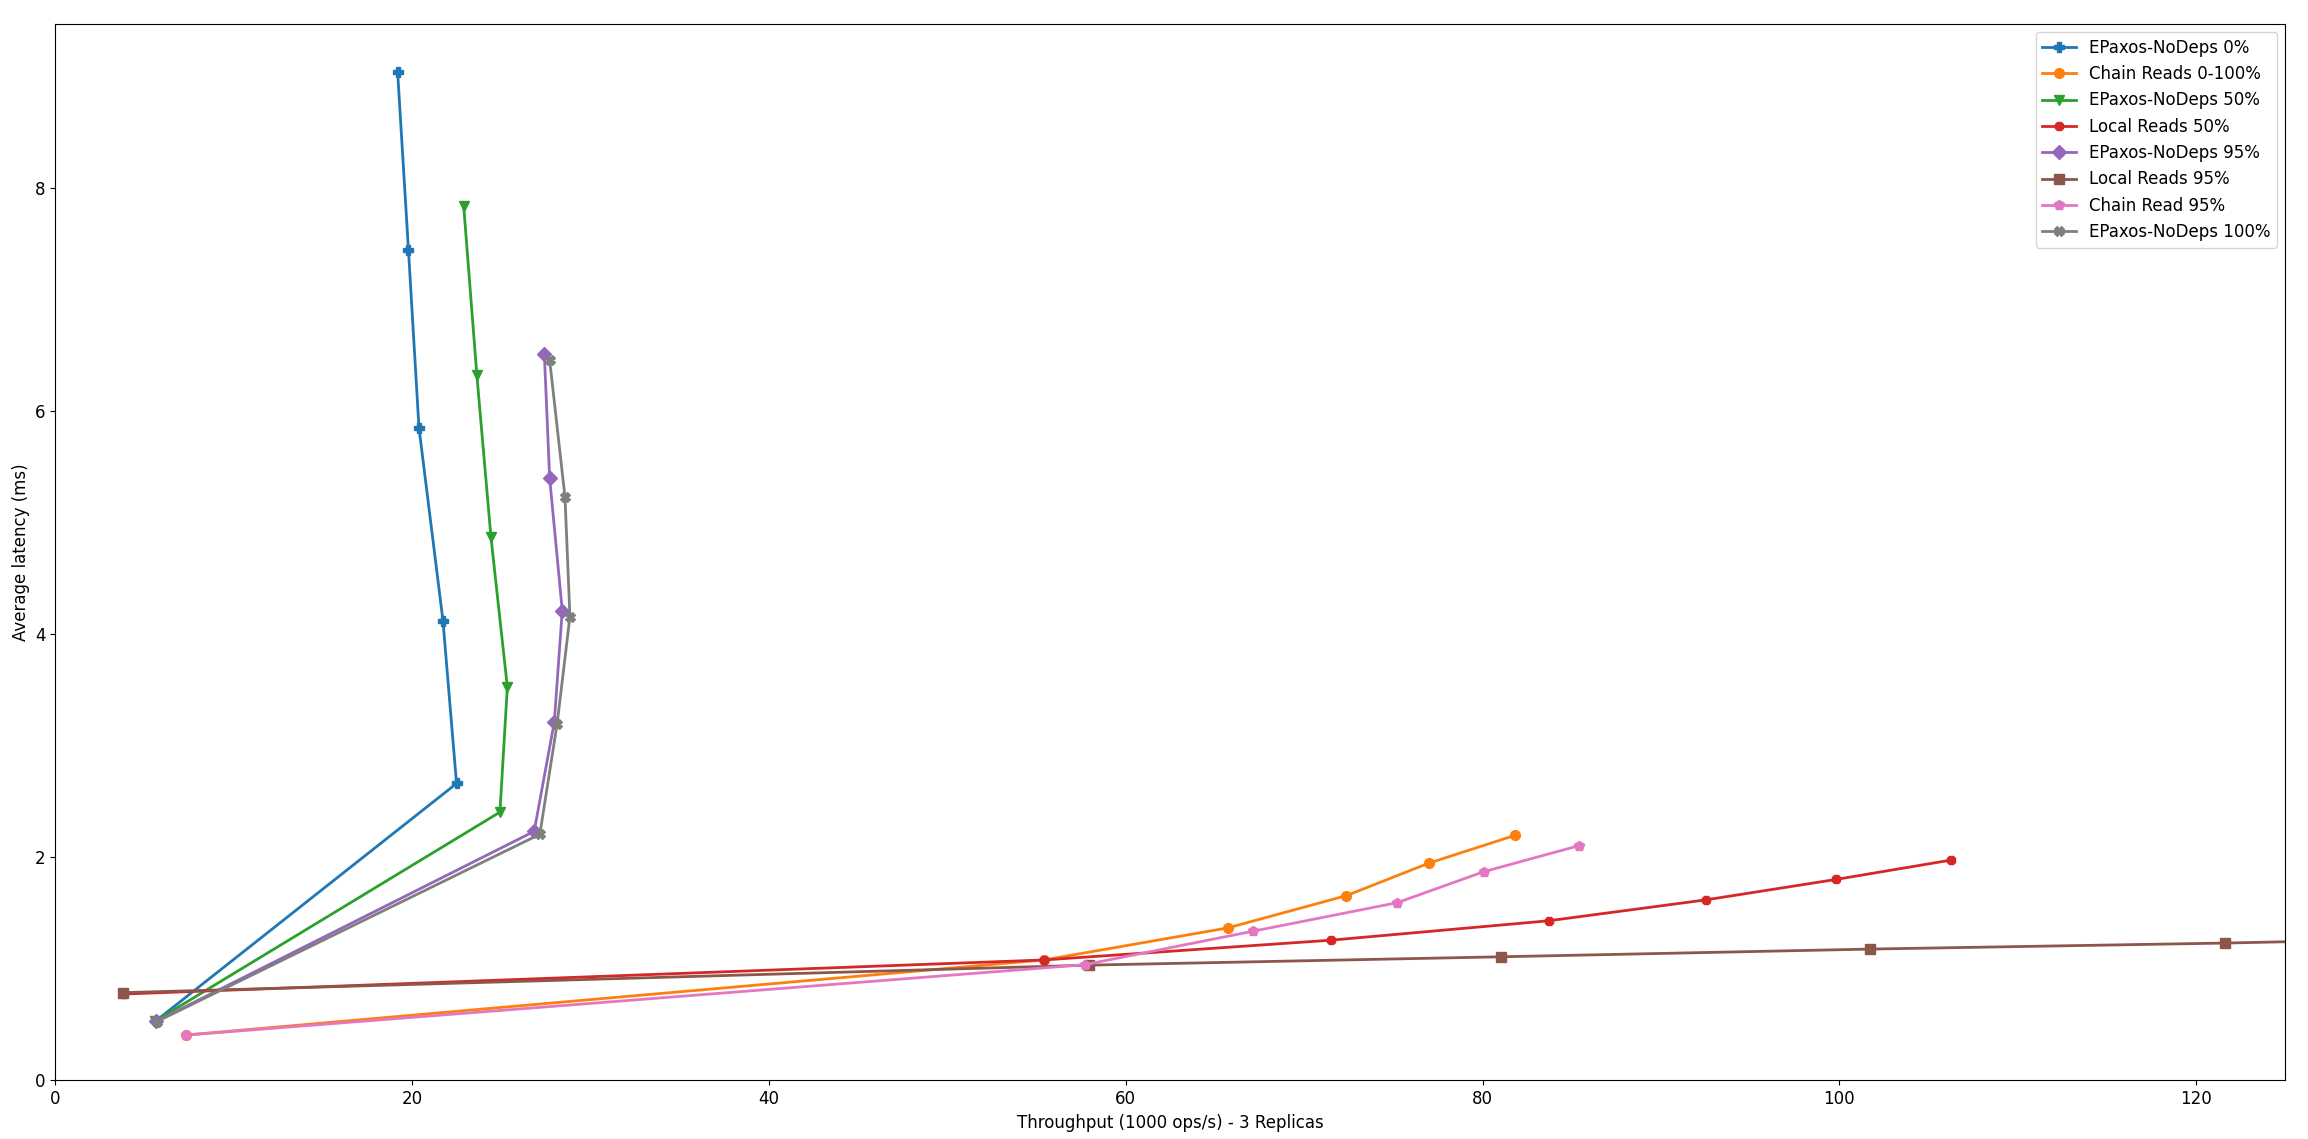 EPaxos-NoDeps 0%
Chain Reads 0-100%
EPaxos-NoDeps 50%
Local Reads 50%
EPaxos-NoDeps 95%
Local Reads 95%
Chain Read 95%
EPaxos-NoDeps 100%
8
6
4
2
0
Average latency (ms)
0 20 40 60 80 100 120
Throughput (1000 ops/s) - 3 Replicas